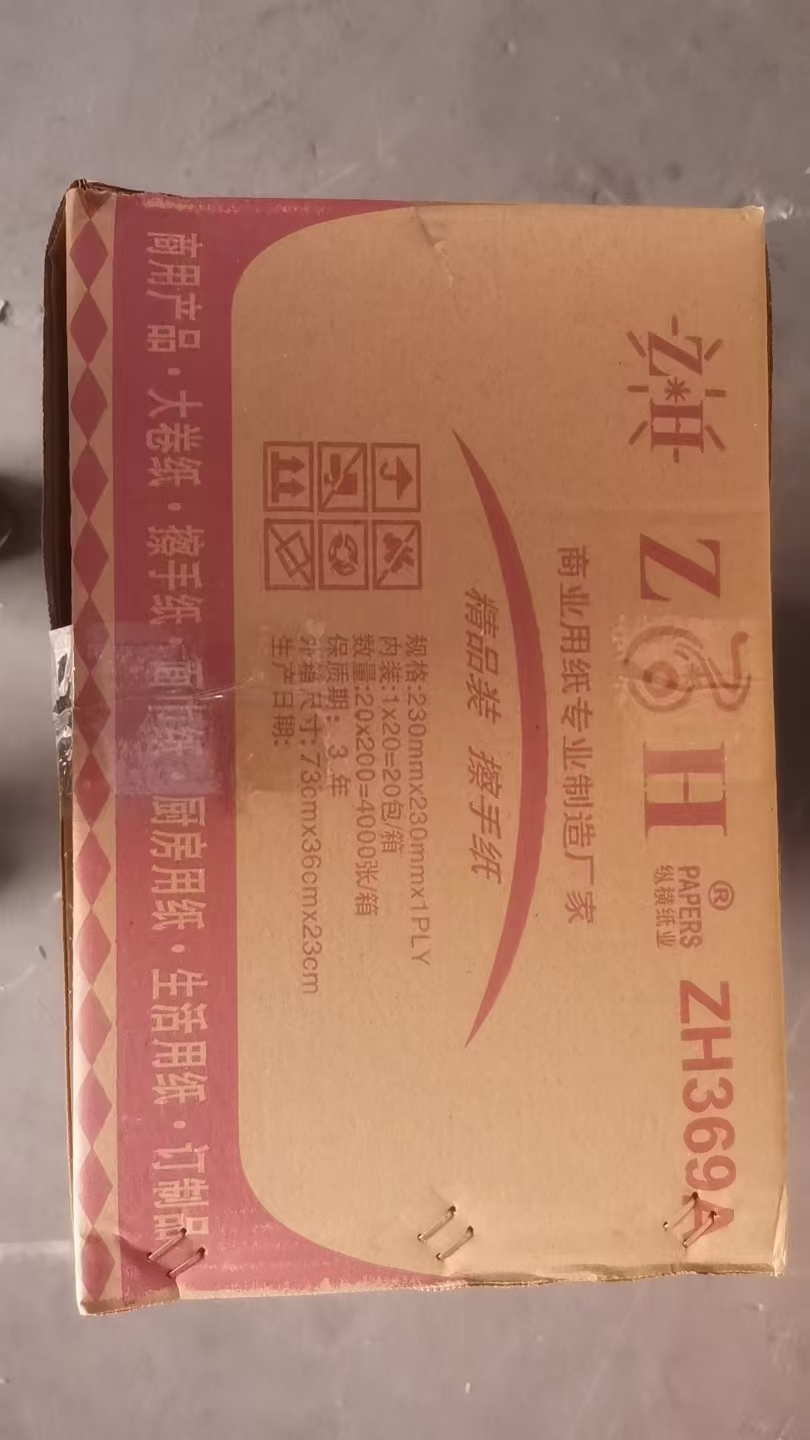 Z*H
Z H ®
PAPERS
纵横纸业
ZH369A
商业用纸专业制造厂家
精品装 擦手纸
规格:230mmx230mmx1PLY
内装:1x20=20包/箱
数量:20x200=4000张/箱
保质期: 3 年
外箱尺寸: 73cmx36cmx23cm
生产日期:
商用产品·大卷纸·擦手纸·面巾纸·厨房用纸·生活用纸·订制品